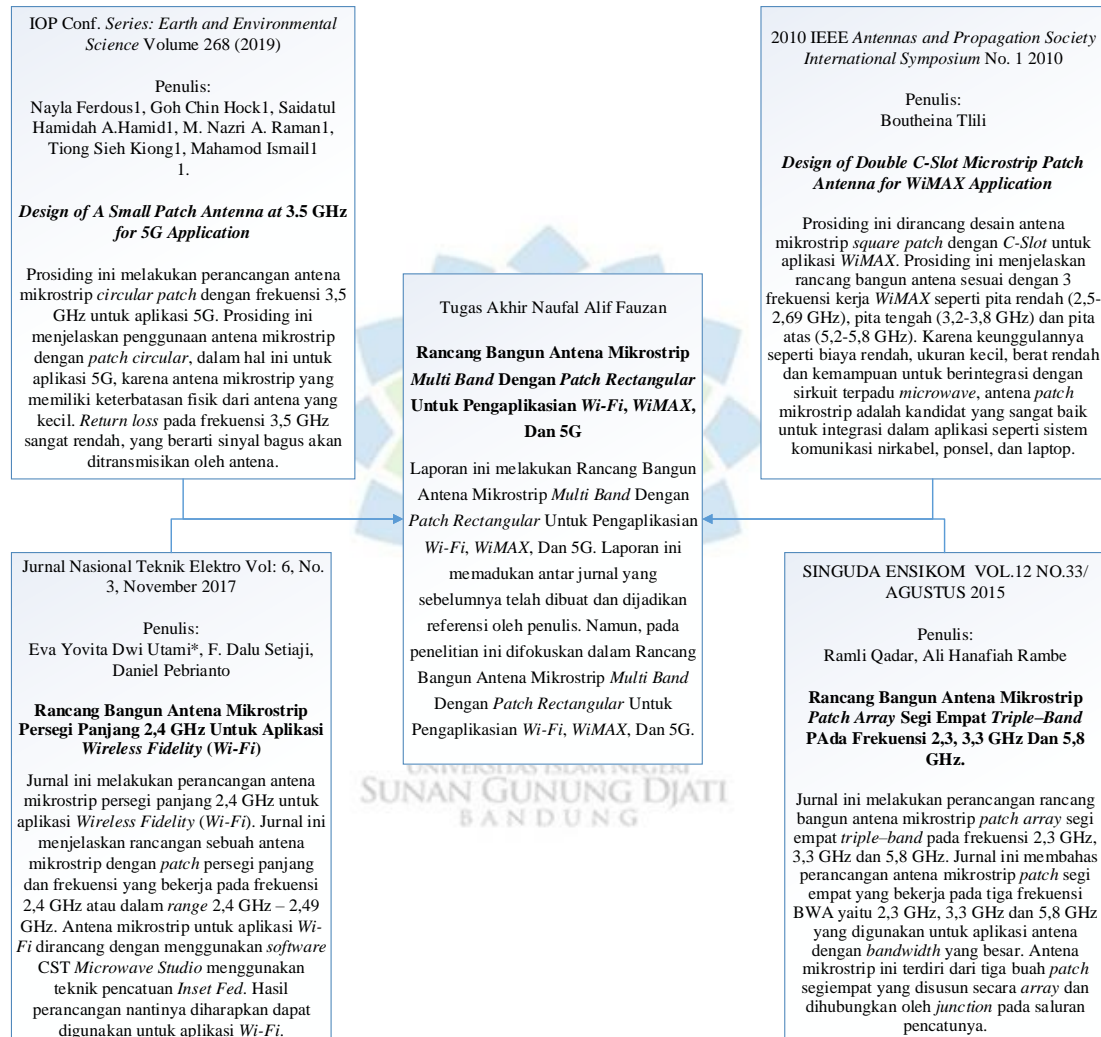 IOP Conf. Series: Earth and Environmental
Science Volume 268 (2019)
Penulis:
Nayla Ferdous1, Goh Chin Hock1, Saidatul
Hamidah A.Hamid1, M. Nazri A. Raman1,
Tiong Sieh Kiong1, Mahamod Ismail1
1.
Design of A Small Patch Antenna at 3.5 GHz
for 5G Application
Prosiding ini melakukan perancangan antena
mikrostrip circular patch dengan frekuensi 3,5
GHz untuk aplikasi 5G. Prosiding ini
menjelaskan penggunaan antena mikrostrip
dengan patch circular, dalam hal ini untuk
aplikasi 5G, karena antena mikrostrip yang
memiliki keterbatasan fisik dari antena yang
kecil. Return loss pada frekuensi 3,5 GHz
sangat rendah, yang berarti sinyal bagus akan
ditransmisikan oleh antena.
2010 IEEE Antennas and Propagation Society
International Symposium No. 1 2010
Penulis:
Boutheina Tlili
Design of Double C-Slot Microstrip Patch
Antenna for WiMAX Application
Prosiding ini dirancang desain antena
mikrostrip square patch dengan C-Slot untuk
aplikasi WiMAX. Prosiding ini menjelaskan
rancang bangun antena sesuai dengan 3
frekuensi kerja WiMAX seperti pita rendah (2,5-
2,69 GHz), pita tengah (3,2-3,8 GHz) dan pita
atas (5,2-5,8 GHz). Karena keunggulannya
seperti biaya rendah, ukuran kecil, berat rendah
dan kemampuan untuk berintegrasi dengan
sirkuit terpadu microwave, antena patch
mikrostrip adalah kandidat yang sangat baik
untuk integrasi dalam aplikasi seperti sistem
komunikasi nirkabel, ponsel, dan laptop.
Tugas Akhir Naufal Alif Fauzan
Rancang Bangun Antena Mikrostrip
Multi Band Dengan Patch Rectangular
Untuk Pengaplikasian Wi-Fi, WiMAX,
Dan 5G
Laporan ini melakukan Rancang Bangun
Antena Mikrostrip Multi Band Dengan
Patch Rectangular Untuk Pengaplikasian
Wi-Fi, WiMAX, Dan 5G. Laporan ini
memadukan antar jurnal yang
sebelumnya telah dibuat dan dijadikan
referensi oleh penulis. Namun, pada
penelitian ini difokuskan dalam Rancang
Bangun Antena Mikrostrip Multi Band
Dengan Patch Rectangular Untuk
Pengaplikasian Wi-Fi, WiMAX, Dan 5G.
Jurnal Nasional Teknik Elektro Vol: 6, No.
3, November 2017
Penulis:
Eva Yovita Dwi Utami*, F. Dalu Setiaji,
Daniel Pebrianto
Rancang Bangun Antena Mikrostrip
Persegi Panjang 2,4 GHz Untuk Aplikasi
Wireless Fidelity (Wi-Fi)
Jurnal ini melakukan perancangan antena
mikrostrip persegi panjang 2,4 GHz untuk
aplikasi Wireless Fidelity (Wi-Fi). Jurnal ini
menjelaskan rancangan sebuah antena
mikrostrip dengan patch persegi panjang
dan frekuensi yang bekerja pada frekuensi
2,4 GHz atau dalam range 2,4 GHz – 2,49
GHz. Antena mikrostrip untuk aplikasi Wi-
Fi dirancang dengan menggunakan software
CST Microwave Studio menggunakan
teknik pencatuan Inset Fed. Hasil
perancangan nantinya diharapkan dapat
digunakan untuk aplikasi Wi-Fi.
SINGUDA ENSIKOM VOL.12 NO.33/
AGUSTUS 2015
Penulis:
Ramli Qadar, Ali Hanafiah Rambe
Rancang Bangun Antena Mikrostrip
Patch Array Segi Empat Triple–Band
PAda Frekuensi 2,3, 3,3 GHz Dan 5,8
GHz.
Jurnal ini melakukan perancangan rancang
bangun antena mikrostrip patch array segi
empat triple–band pada frekuensi 2,3 GHz,
3,3 GHz dan 5,8 GHz. Jurnal ini membahas
perancangan antena mikrostrip patch segi
empat yang bekerja pada tiga frekuensi
BWA yaitu 2,3 GHz, 3,3 GHz dan 5,8 GHz
yang digunakan untuk aplikasi antena
dengan bandwidth yang besar. Antena
mikrostrip ini terdiri dari tiga buah patch
segiempat yang disusun secara array dan
dihubungkan oleh junction pada saluran
pencatunya.
UNIVERSITAS ISLAM NEGERI
SUNAN GUNUNG DJATI
BANDUNG